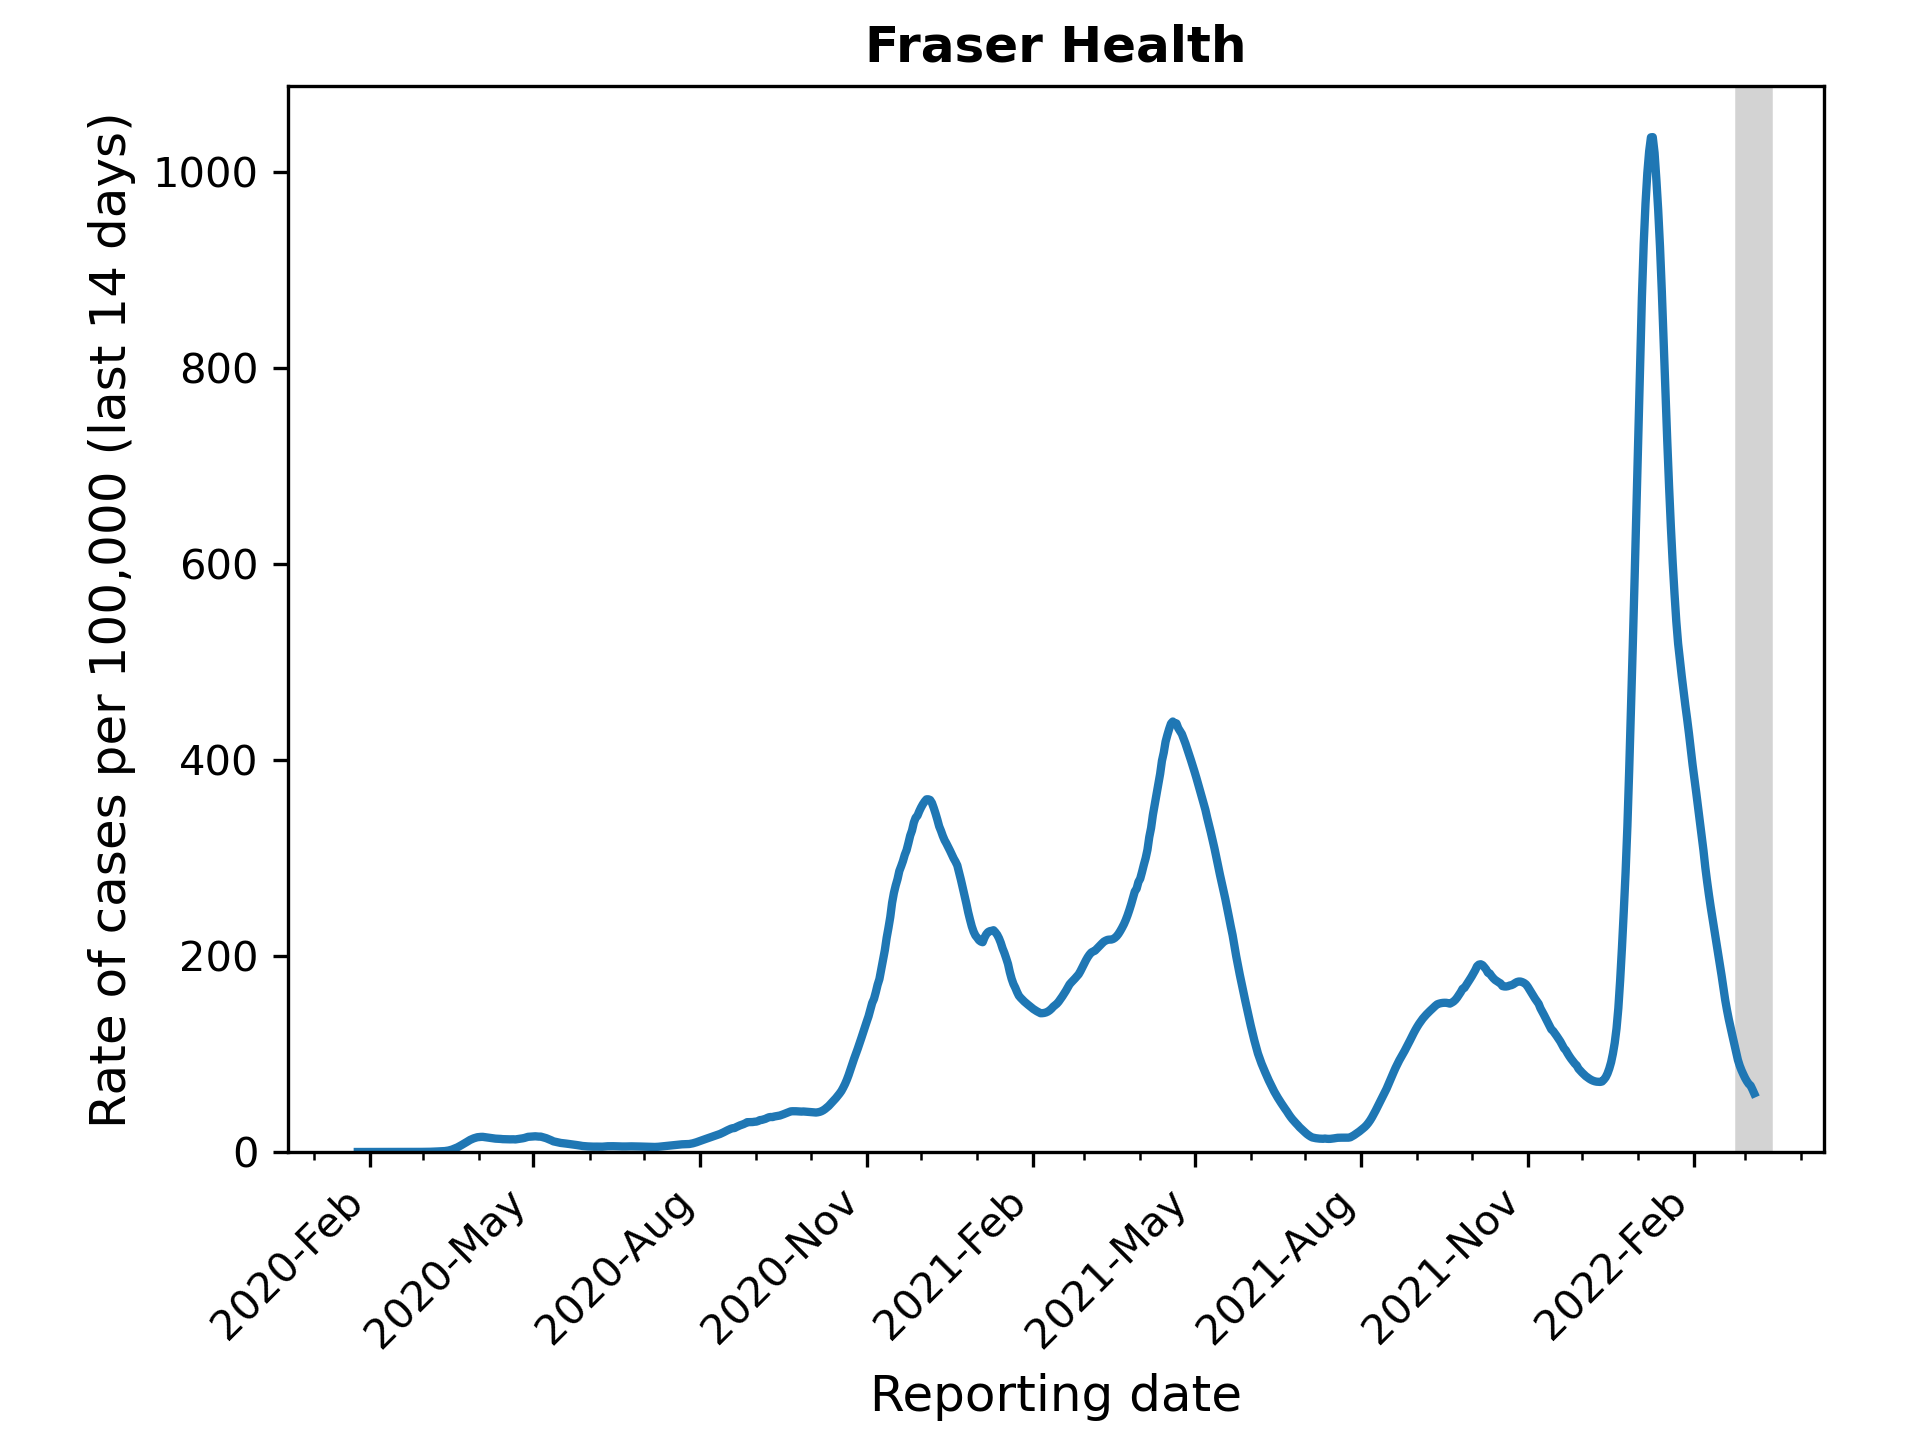 Fraser Health
Rate of cases per 100,000 (last 14 days)
1000
800
600
400
200
0
2020-Feb
2020-May
2020-Aug
2020-Nov
2021-Feb
2021-May
2021-Aug
2021-Nov
2022-Feb
Reporting date